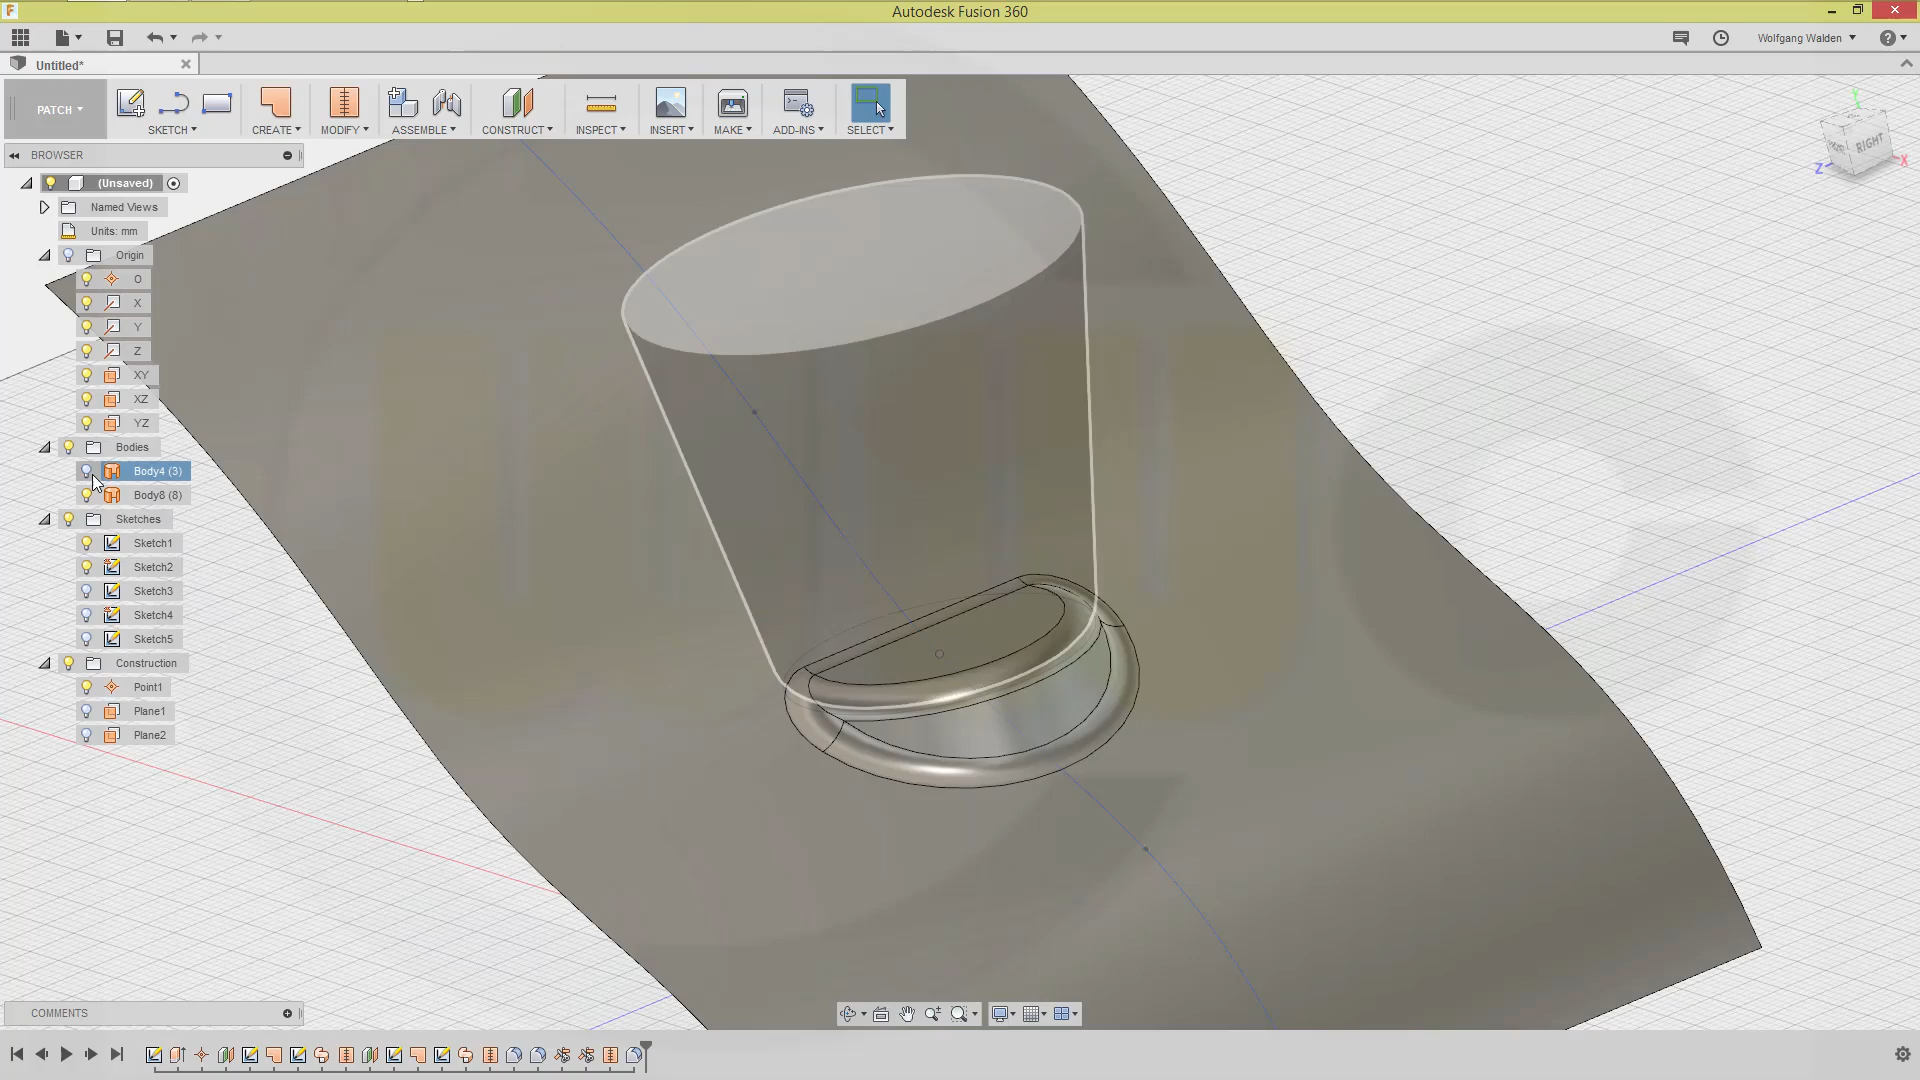 Autodesk Fusion 360
Wolfgang Walden
Untitled*
PATCH
SKETCH
CREATE
MODIFY
ASSEMBLE
CONSTRUCT
INSPECT
INSERT
MAKE
ADD-INS
SELECT
BROWSER
(Unsaved)
Named Views
Units: mm
Origin
O
X
Y
Z
XY
XZ
YZ
Bodies
Body4 (3)
Body8 (8)
Sketches
Sketch1
Sketch2
Sketch3
Sketch4
Sketch5
Construction
Point1
Plane1
Plane2
Y
RIGHT
Z
X
COMMENTS